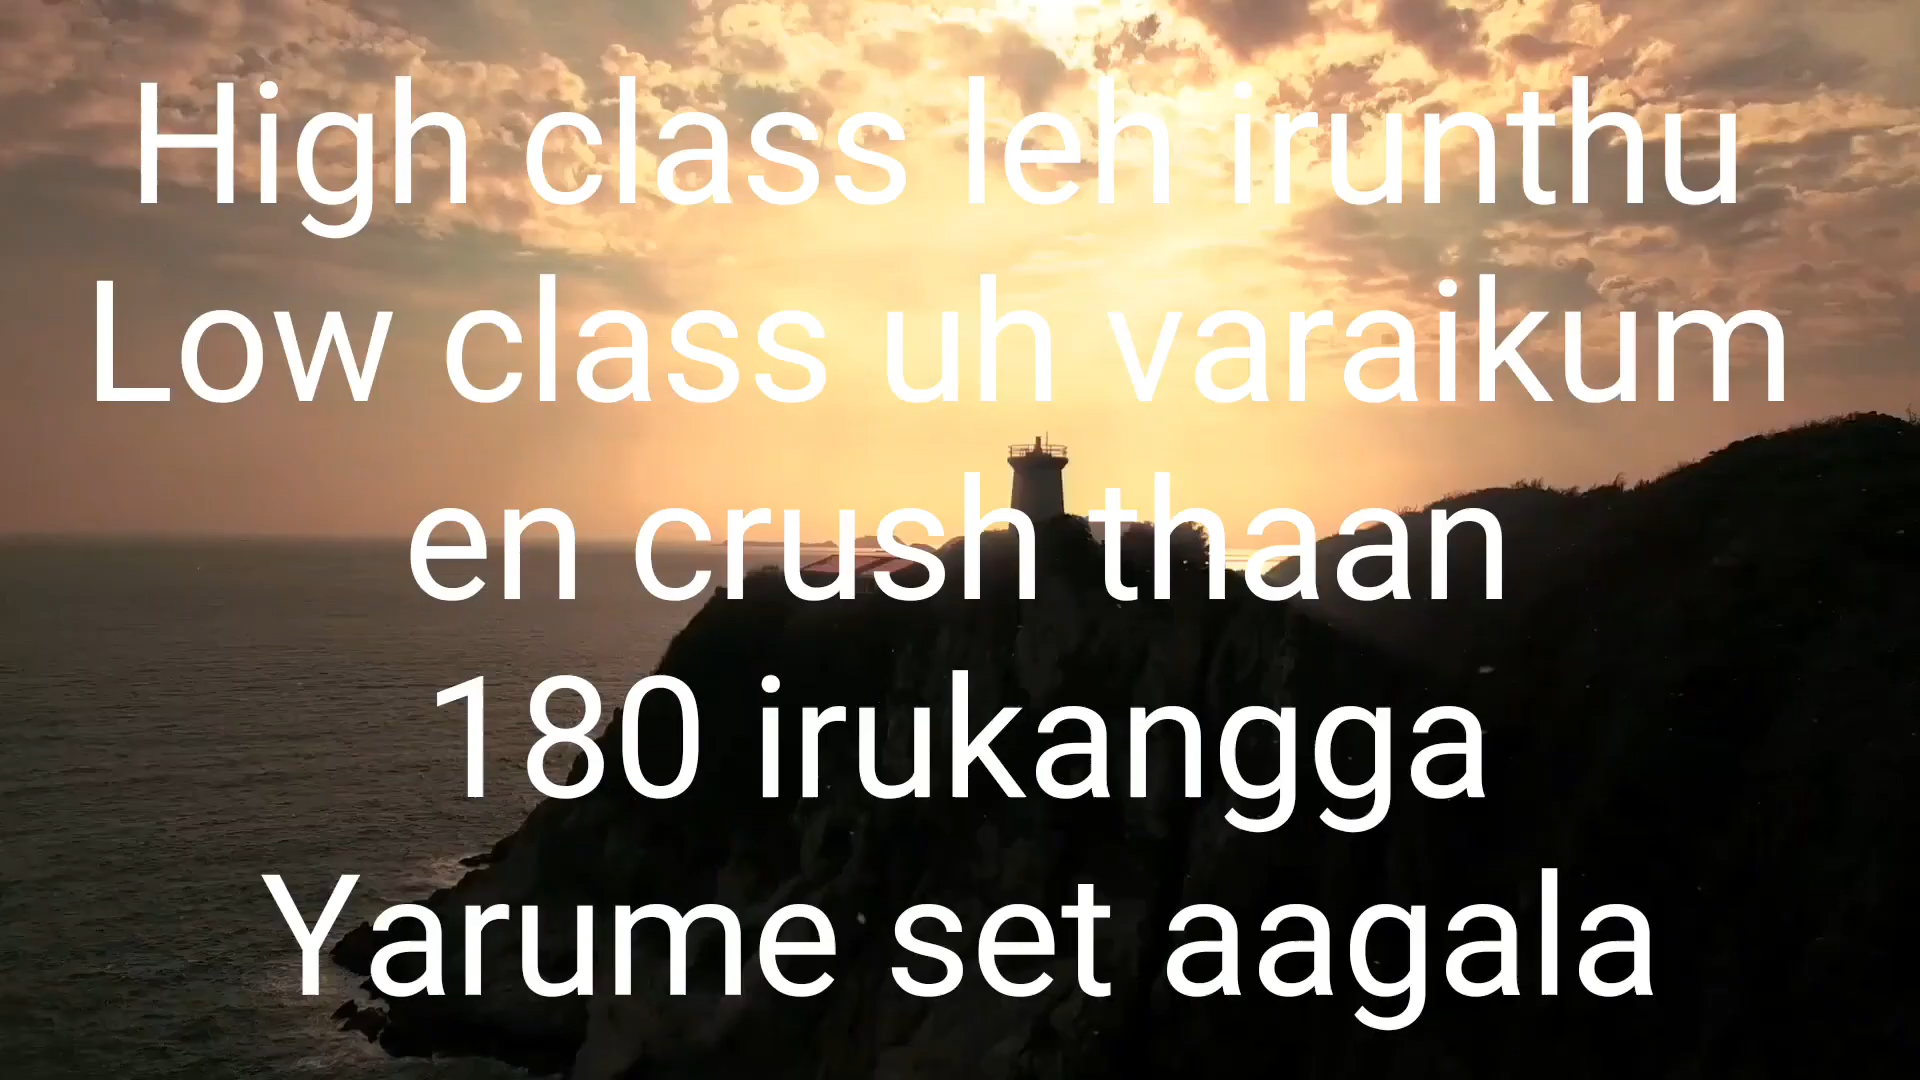 High class leh irunthu
Low class uh varaikum
en crush thaan
180 irukangga
Yarume set aagala